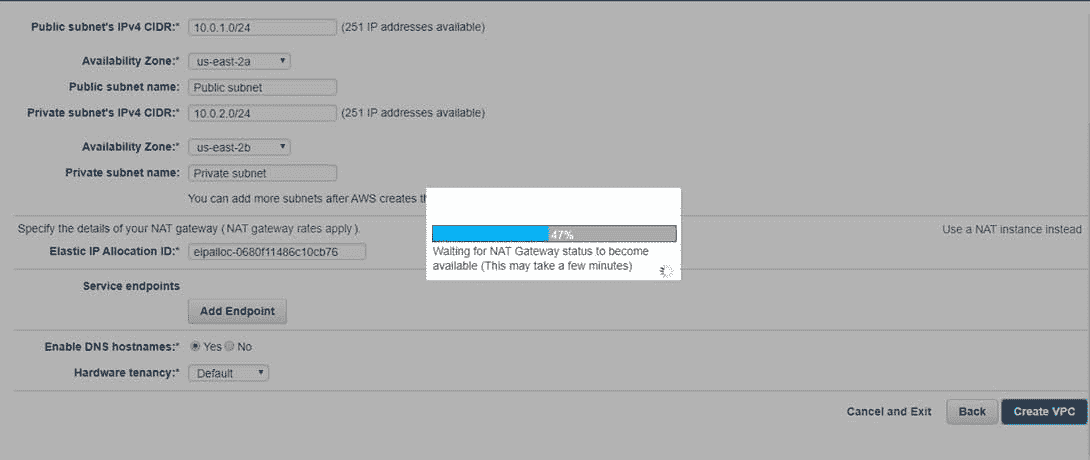 Public subnet's IPv4 CIDR:* 10.0.1.0/24 (251 IP addresses available)
Availability Zone:* us-east-2a
Public subnet name: Public subnet
Private subnet's IPv4 CIDR:* 10.0.2.0/24 (251 IP addresses available)
Availability Zone:* us-east-2b
Private subnet name: Private subnet
You can add more subnets after AWS creates th
47%
Waiting for NAT Gateway status to become
available (This may take a few minutes)
Specify the details of your NAT gateway (NAT gateway rates apply). Use a NAT instance instead
Elastic IP Allocation ID:* eipalloc-0680f11486c10cb76
Service endpoints
Add Endpoint
Enable DNS hostnames:* Yes No
Hardware tenancy:* Default
Cancel and Exit Back Create VPC